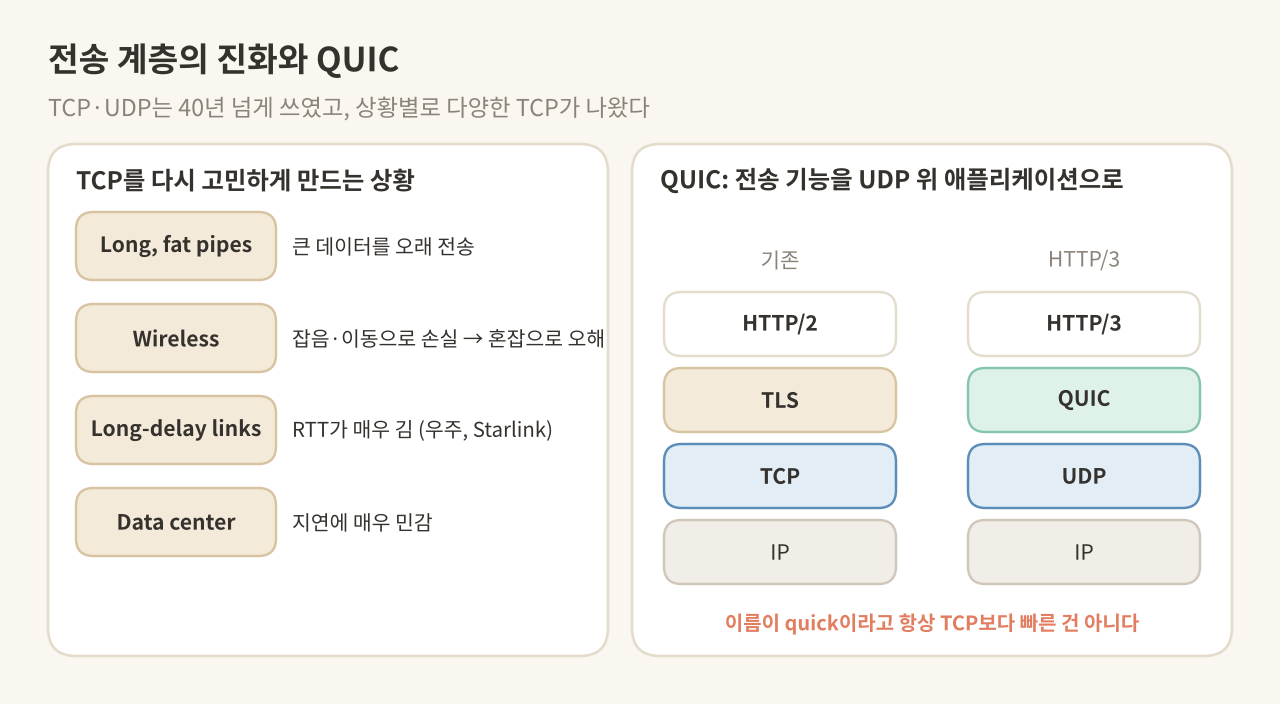 전송 계층의 진화와 QUIC
TCP·UDP는 40년 넘게 쓰였고, 상황별로 다양한 TCP가 나왔다
TCP를 다시 고민하게 만드는 상황
Long, fat pipes
큰 데이터를 오래 전송
Wireless
잡음·이동으로 손실 → 혼잡으로 오해
Long-delay links
RTT가 매우 김 (우주, Starlink)
Data center
지연에 매우 민감
QUIC: 전송 기능을 UDP 위 애플리케이션으로
기존
HTTP/2
TLS
TCP
IP
HTTP/3
HTTP/3
QUIC
UDP
IP
이름이 quick이라고 항상 TCP보다 빠른 건 아니다